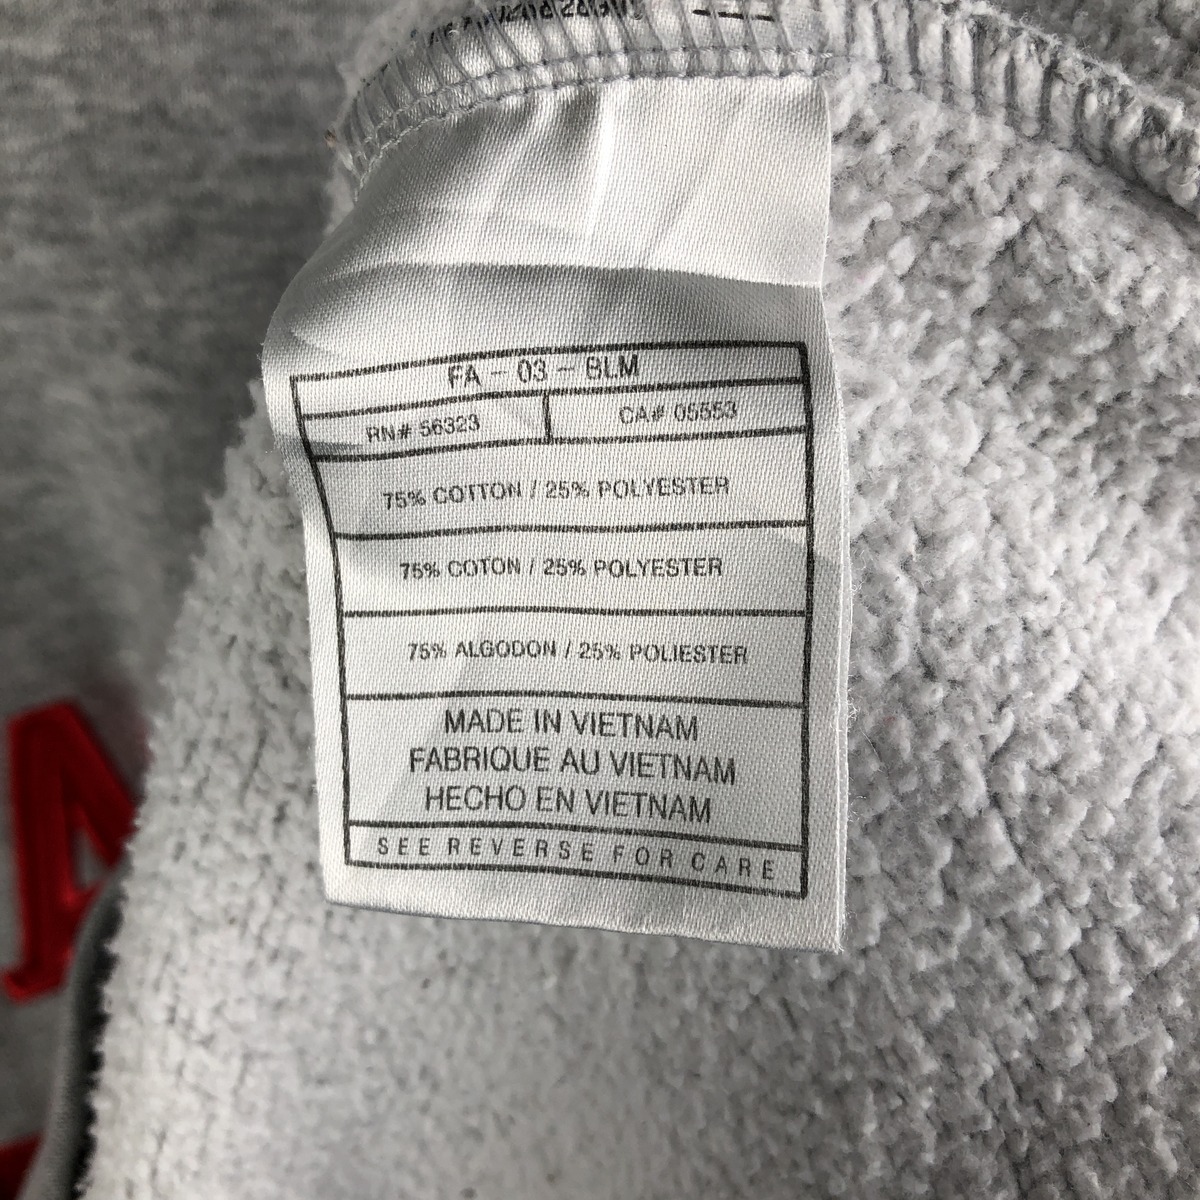 FA - 03 - BLM
RN# 56323 CA# 05553
75% COTTON / 25% POLYESTER
75% COTON / 25% POLYESTER
75% ALGODON / 25% POLIESTER
MADE IN VIETNAM
FABRIQUE AU VIETNAM
HECHO EN VIETNAM
SEE REVERSE FOR CARE